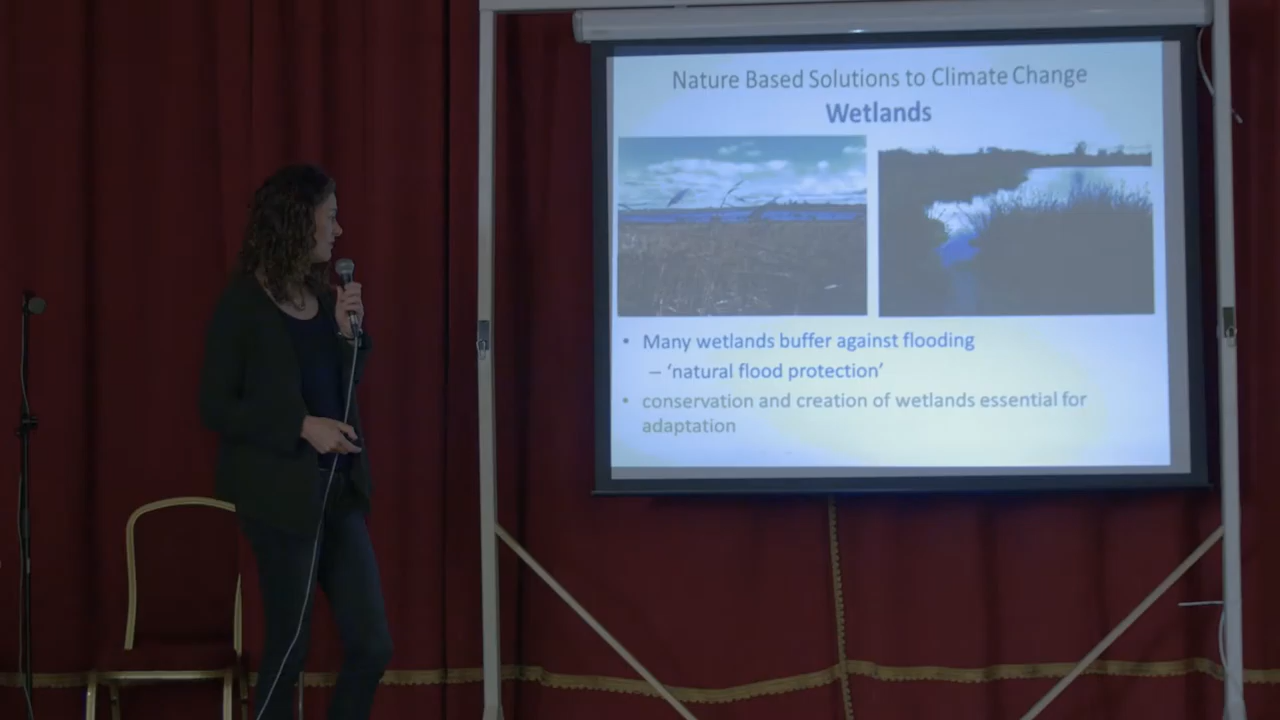 Nature Based Solutions to Climate Change
Wetlands
• Many wetlands buffer against flooding
– ‘natural flood protection’
• conservation and creation of wetlands essential for
adaptation